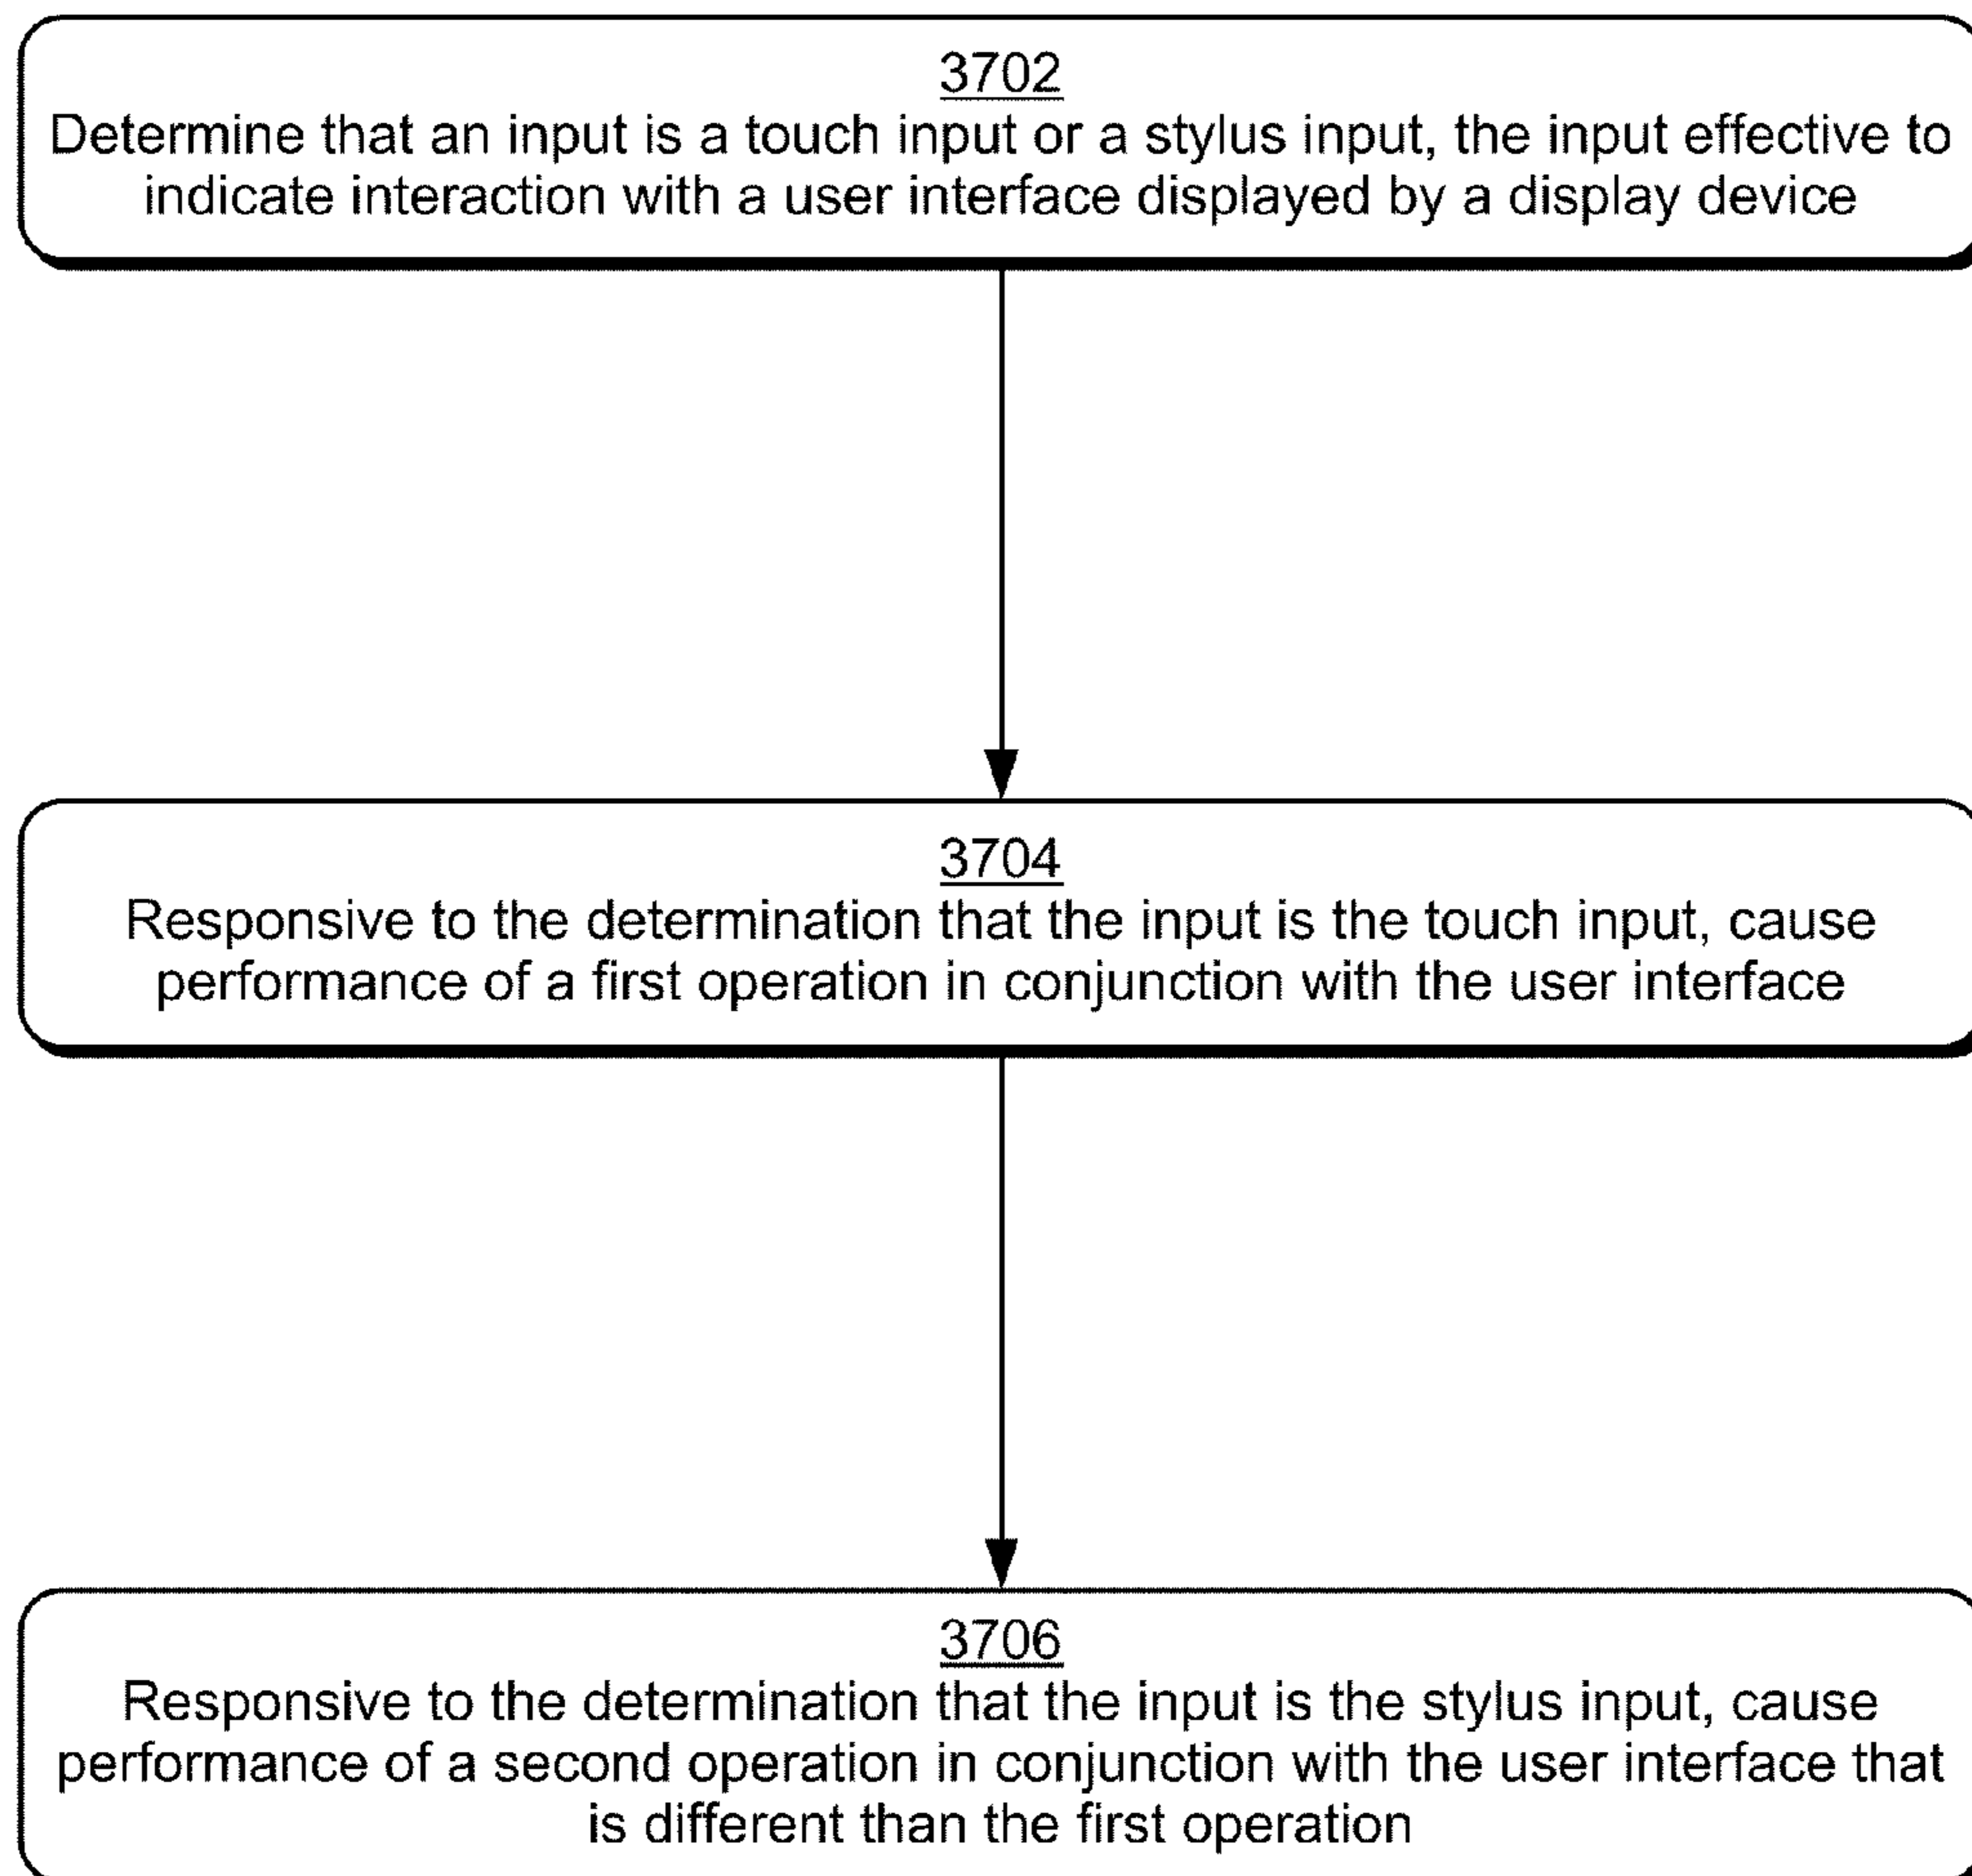 3702
Determine that an input is a touch input or a stylus input, the input effective to
indicate interaction with a user interface displayed by a display device
3704
Responsive to the determination that the input is the touch input, cause
performance of a first operation in conjunction with the user interface
3706
Responsive to the determination that the input is the stylus input, cause
performance of a second operation in conjunction with the user interface that
is different than the first operation